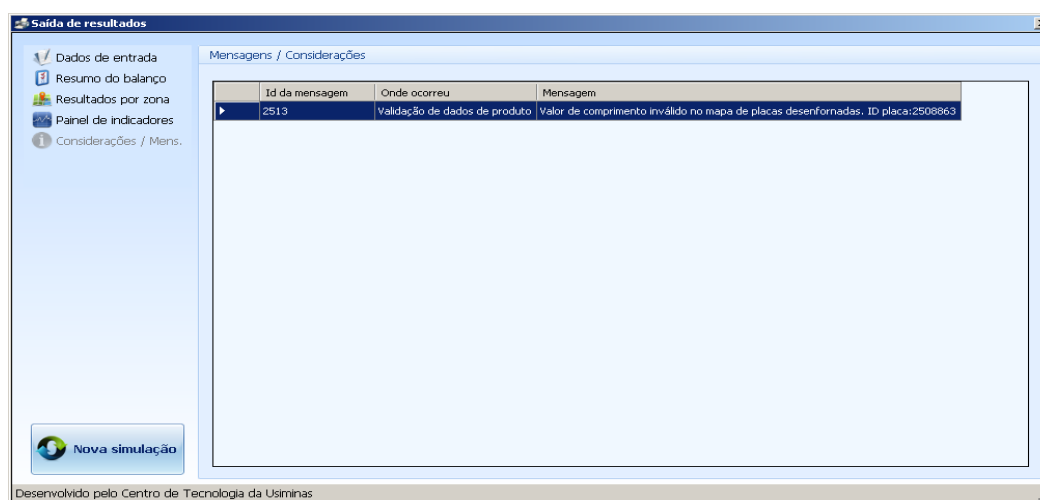 Saída de resultados
Dados de entrada
Resumo do balanço
Resultados por zona
Painel de indicadores
Considerações / Mens.
Mensagens / Considerações
Id da mensagem Onde ocorreu Mensagem
2513 Validação de dados de produto Valor de comprimento inválido no mapa de placas desenfornadas. ID placa:2508863
Nova simulação
Desenvolvido pelo Centro de Tecnologia da Usiminas